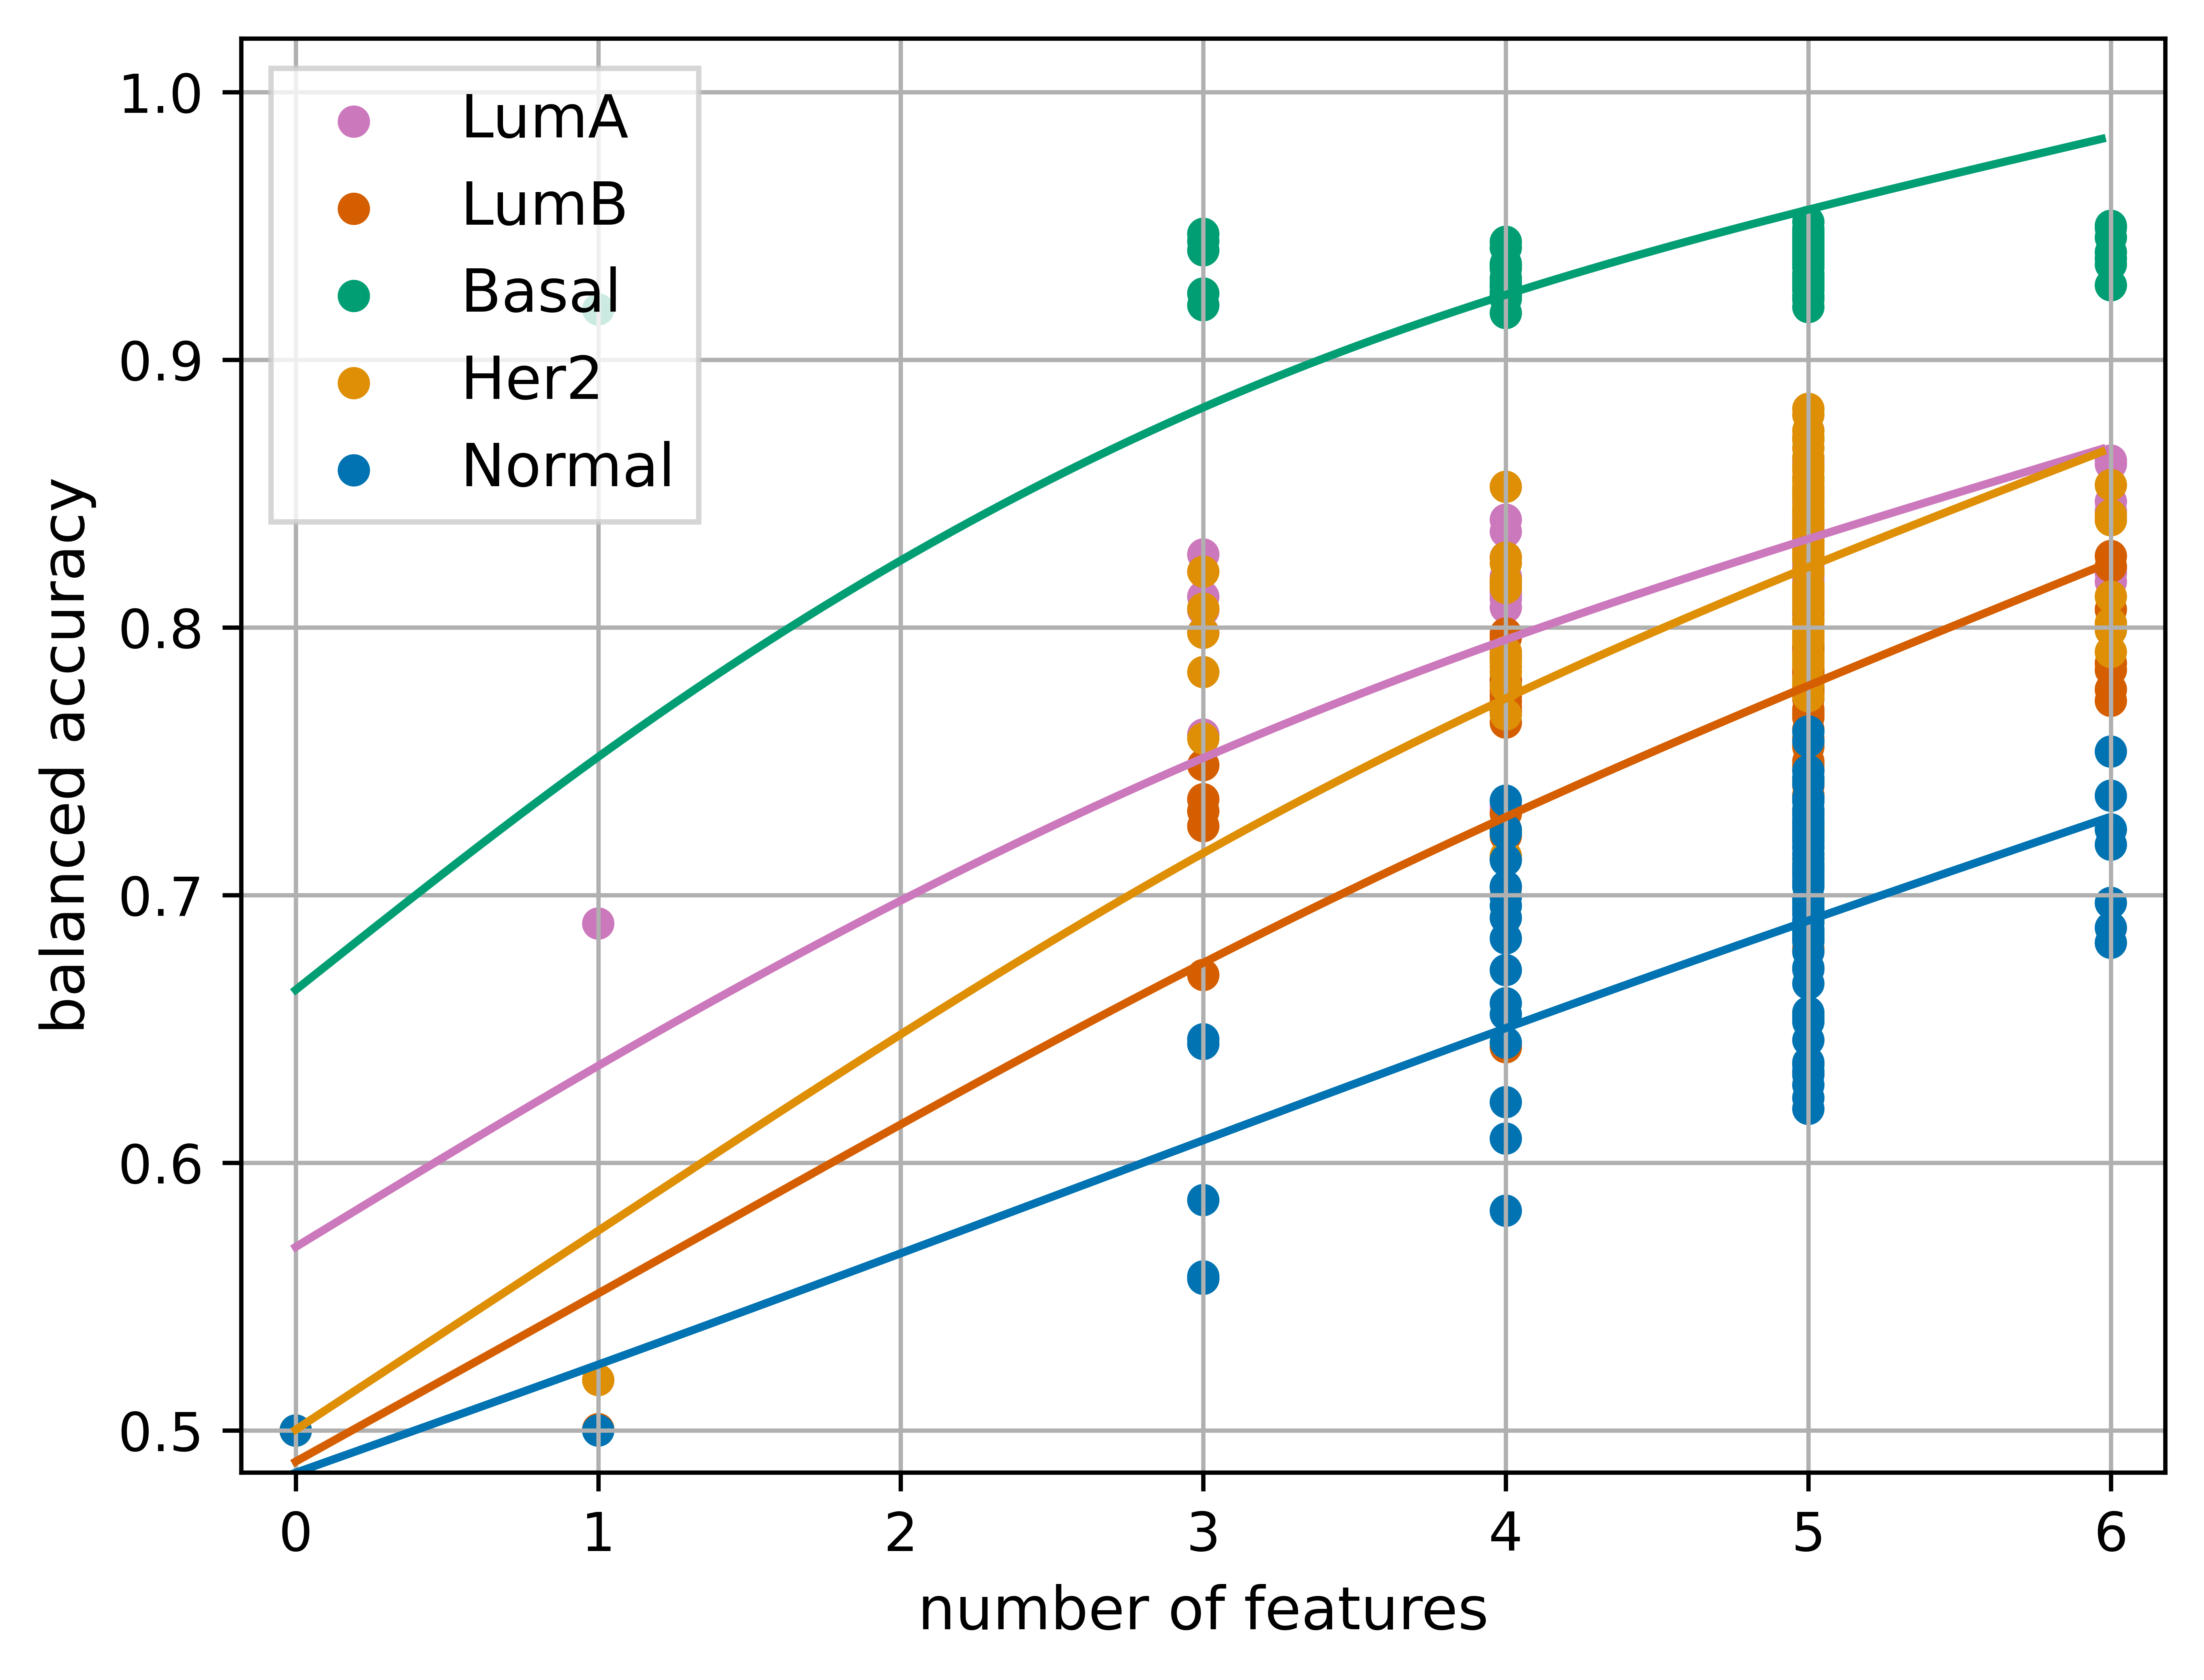 1.0
0.9
0.8
0.7
0.6
0.5
balanced accuracy
LumA
LumB
Basal
Her2
Normal
0 1 2 3 4 5 6
number of features